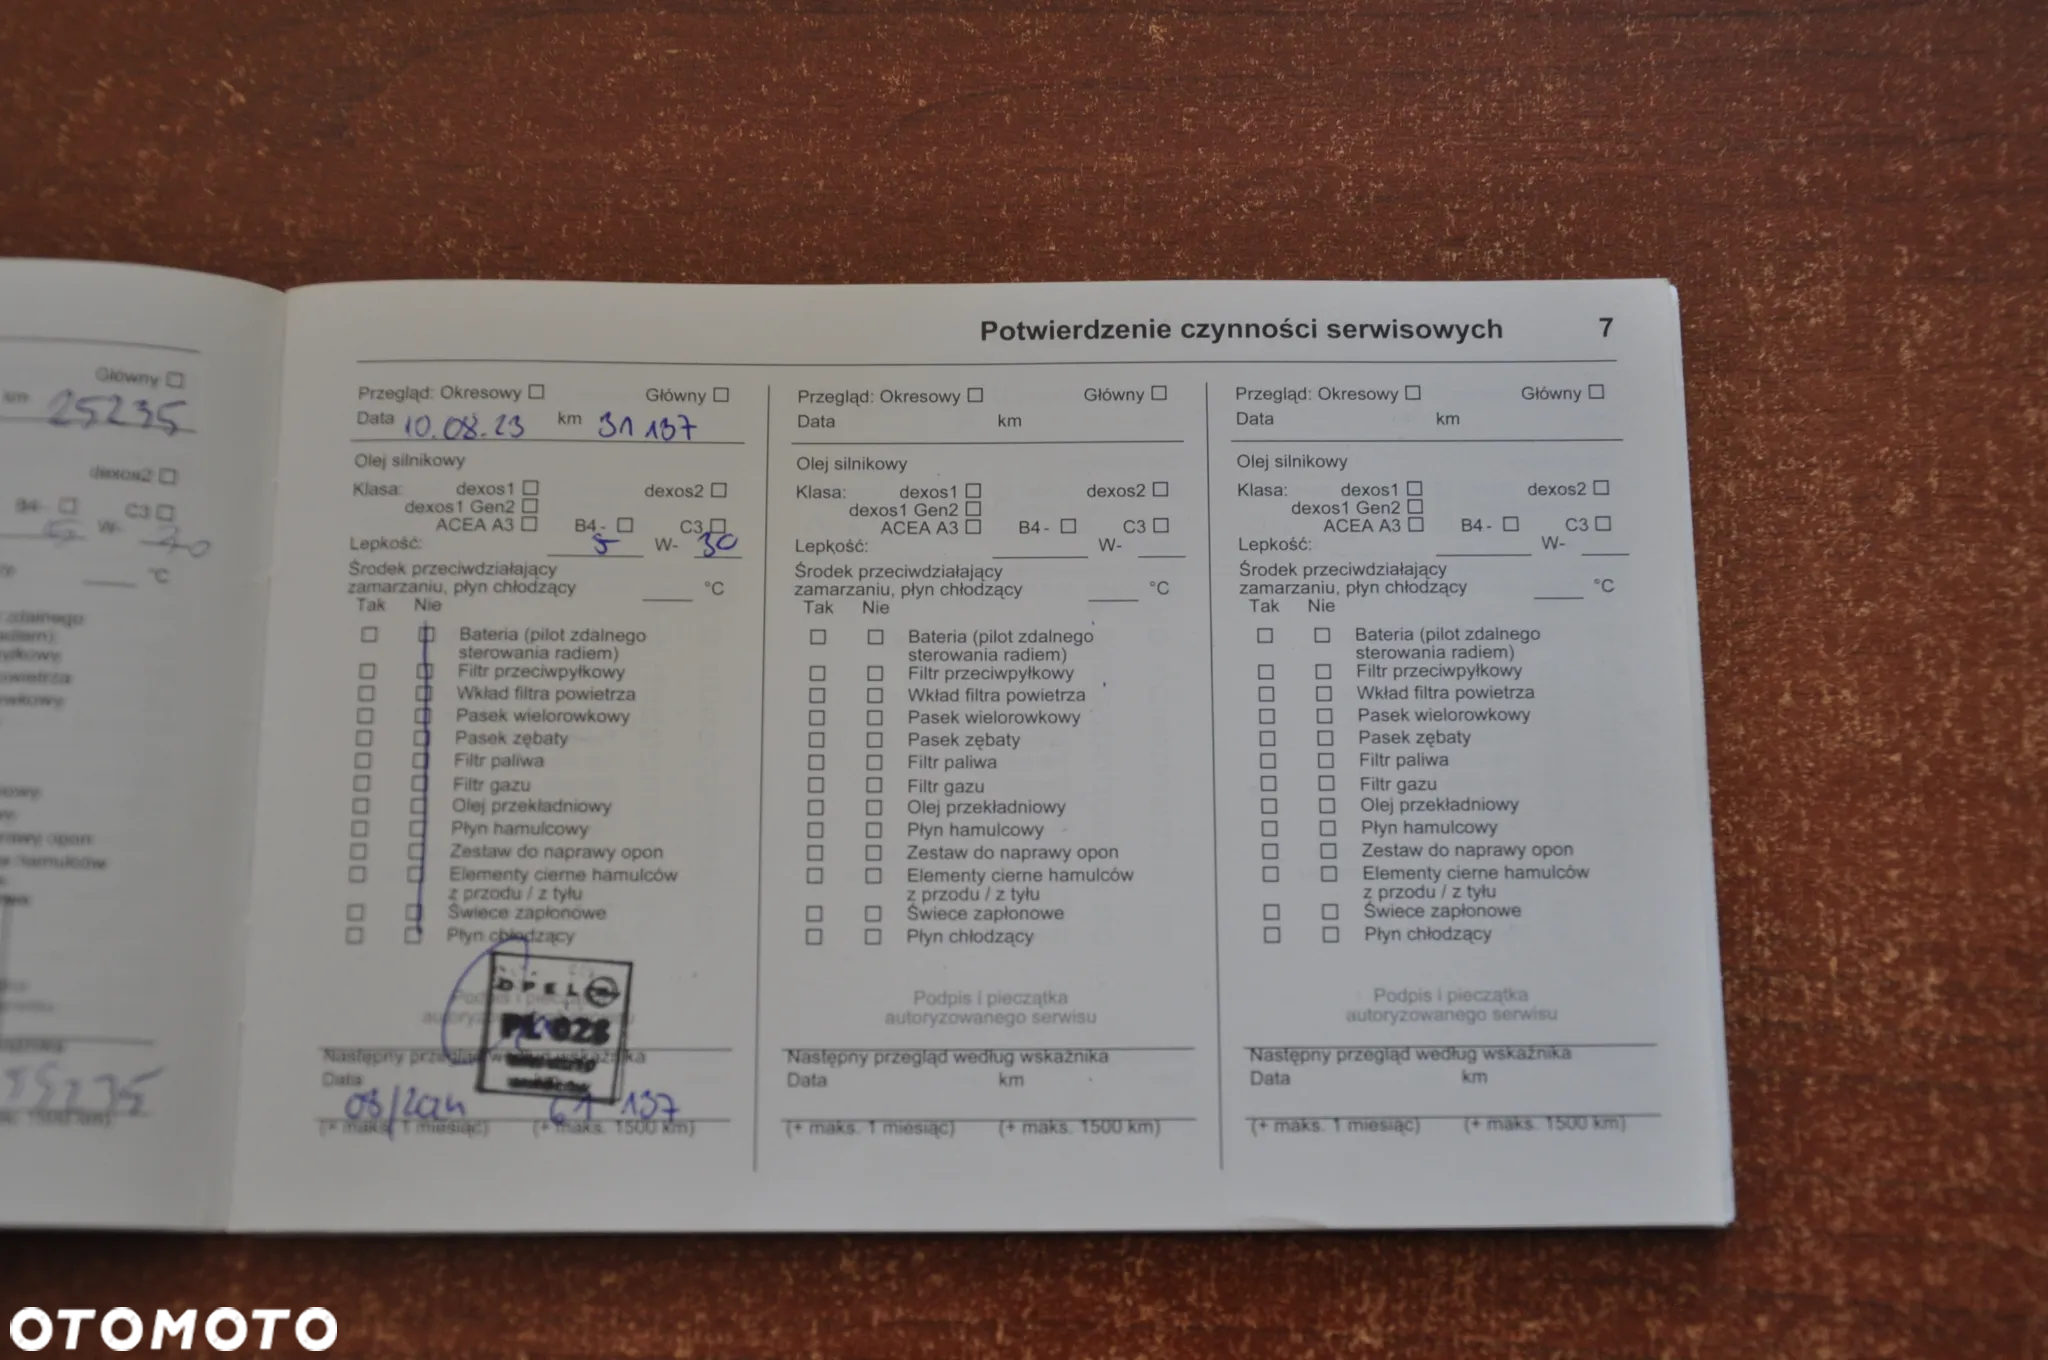 Główny
km 25235
dexos2
B4- C3
W-
°C
Potwierdzenie czynności serwisowych 7
Przegląd: Okresowy Główny
Data 10.08.23 km 31 137
Olej silnikowy
Klasa: dexos1 dexos2
dexos1 Gen2
ACEA A3 B4- C3
Lepkość: 5 W- 30
Środek przeciwdziałający
zamarzaniu, płyn chłodzący °C
Tak Nie
Bateria (pilot zdalnego
sterowania radiem)
Filtr przeciwpyłkowy
Wkład filtra powietrza
Pasek wielorowkowy
Pasek zębaty
Filtr paliwa
Filtr gazu
Olej przekładniowy
Płyn hamulcowy
Zestaw do naprawy opon
Elementy cierne hamulców
z przodu / z tyłu
Świece zapłonowe
Płyn chłodzący
OPEL
Podpis i
Następny przegląd według wskaźnika
Data
61 137
(+ maks. 1 miesiąc) (+ maks. 1500 km)
Przegląd: Okresowy Główny
Data km
Olej silnikowy
Klasa: dexos1 dexos2
dexos1 Gen2
ACEA A3 B4- C3
Lepkość: W-
Środek przeciwdziałający
zamarzaniu, płyn chłodzący °C
Tak Nie
Bateria (pilot zdalnego
sterowania radiem)
Filtr przeciwpyłkowy
Wkład filtra powietrza
Pasek wielorowkowy
Pasek zębaty
Filtr paliwa
Filtr gazu
Olej przekładniowy
Płyn hamulcowy
Zestaw do naprawy opon
Elementy cierne hamulców
z przodu / z tyłu
Świece zapłonowe
Płyn chłodzący
Podpis i pieczątka
autoryzowanego serwisu
Następny przegląd według wskaźnika
Data km
(+ maks. 1 miesiąc) (+ maks. 1500 km)
Przegląd: Okresowy Główny
Data km
Olej silnikowy
Klasa: dexos1 dexos2
dexos1 Gen2
ACEA A3 B4- C3
Lepkość: W-
Środek przeciwdziałający
zamarzaniu, płyn chłodzący °C
Tak Nie
Bateria (pilot zdalnego
sterowania radiem)
Filtr przeciwpyłkowy
Wkład filtra powietrza
Pasek wielorowkowy
Pasek zębaty
Filtr paliwa
Filtr gazu
Olej przekładniowy
Płyn hamulcowy
Zestaw do naprawy opon
Elementy cierne hamulców
z przodu / z tyłu
Świece zapłonowe
Płyn chłodzący
Podpis i pieczątka
autoryzowanego serwisu
Następny przegląd według wskaźnika
Data km
(+ maks. 1 miesiąc) (+ maks. 1500 km)
OTOMOTO